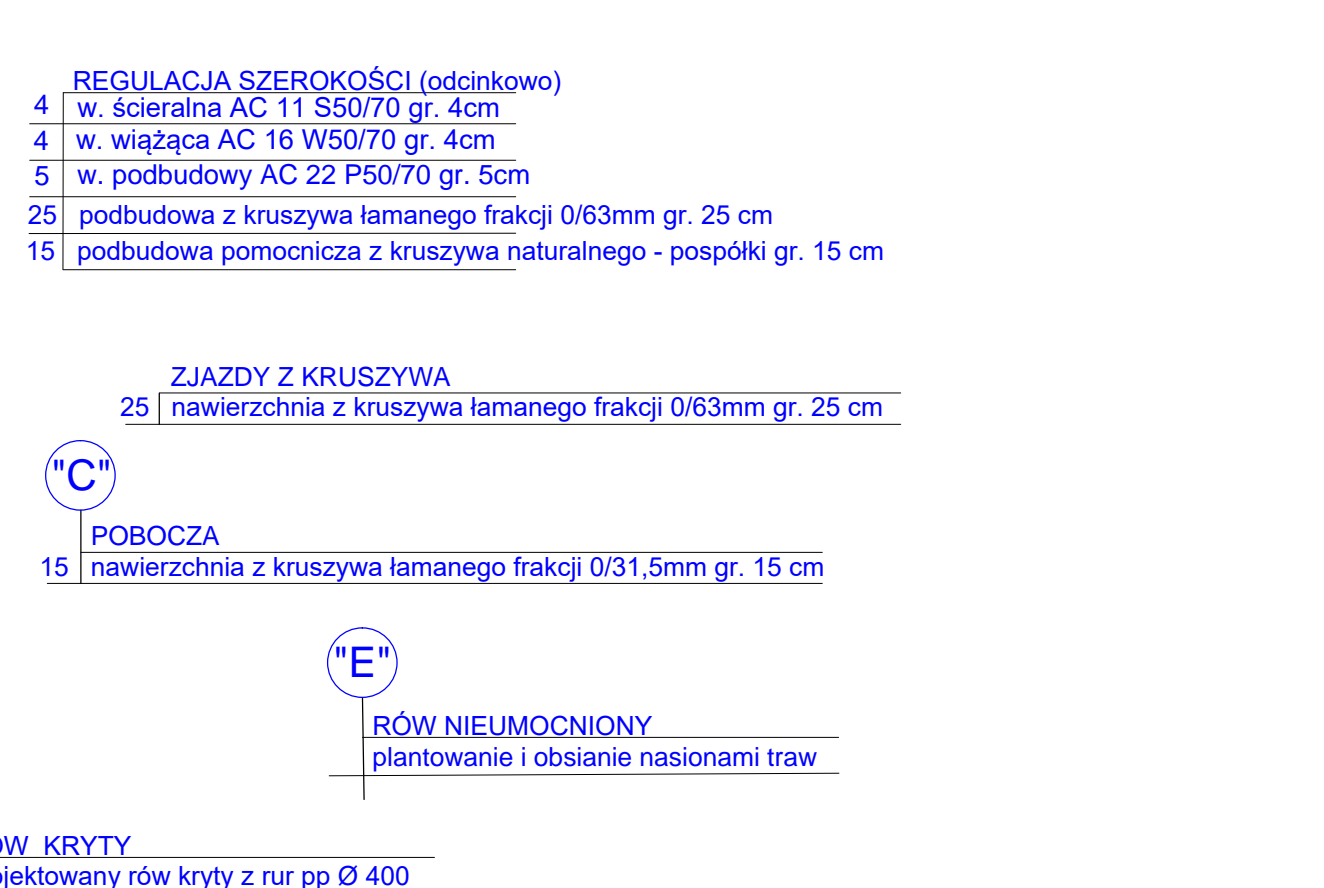 REGULACJA SZEROKOŚCI (odcinkowo)
4 w. ścieralna AC 11 S50/70 gr. 4cm
4 w. wiążąca AC 16 W50/70 gr. 4cm
5 w. podbudowy AC 22 P50/70 gr. 5cm
25 podbudowa z kruszywa łamanego frakcji 0/63mm gr. 25 cm
15 podbudowa pomocnicza z kruszywa naturalnego - pospółki gr. 15 cm
ZJAZDY Z KRUSZYWA
25 nawierzchnia z kruszywa łamanego frakcji 0/63mm gr. 25 cm
"C"
POBOCZA
15 nawierzchnia z kruszywa łamanego frakcji 0/31,5mm gr. 15 cm
"E"
RÓW NIEUMOCNIONY
plantowanie i obsianie nasionami traw
KRYTY
rów kryty z rur pp Ø 400